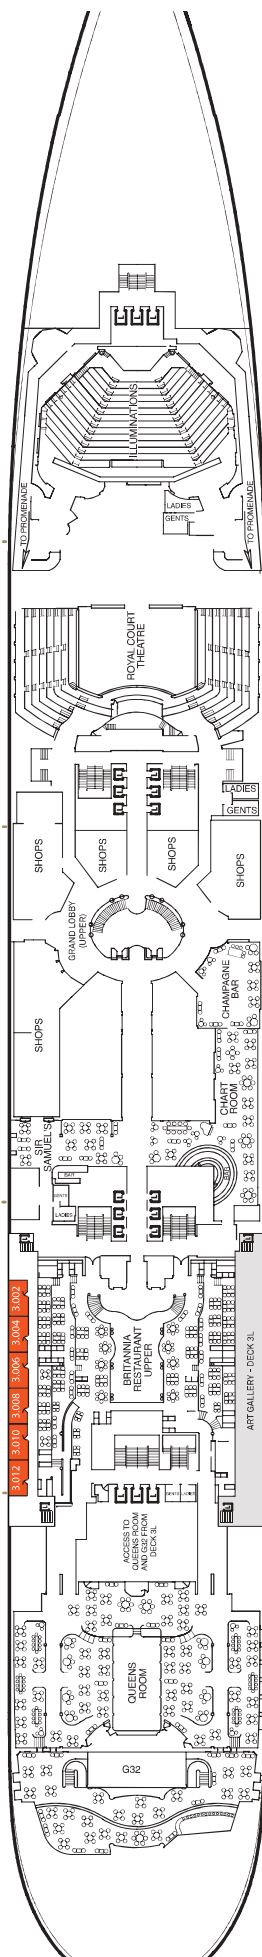 ILLUMINATIONS
TO PROMENADE
LADIES
GENTS
TO PROMENADE
ROYAL COURT
THEATRE
LADIES
GENTS
SHOPS
SHOPS
SHOPS
SHOPS
GRAND LOBBY
(UPPER)
CHAMPAGNE
BAR
SHOPS
CHART
ROOM
SIR
SAMUEL'S
BAR
GENTS
LADIES
3.002
3.004
3.006
3.008
3.010
3.012
BRITANNIA
RESTAURANT
UPPER
ART GALLERY - DECK 3L
GENTS
LADIES
ACCESS TO
QUEENS ROOM
AND G32 FROM
DECK 3L
QUEENS
ROOM
G32